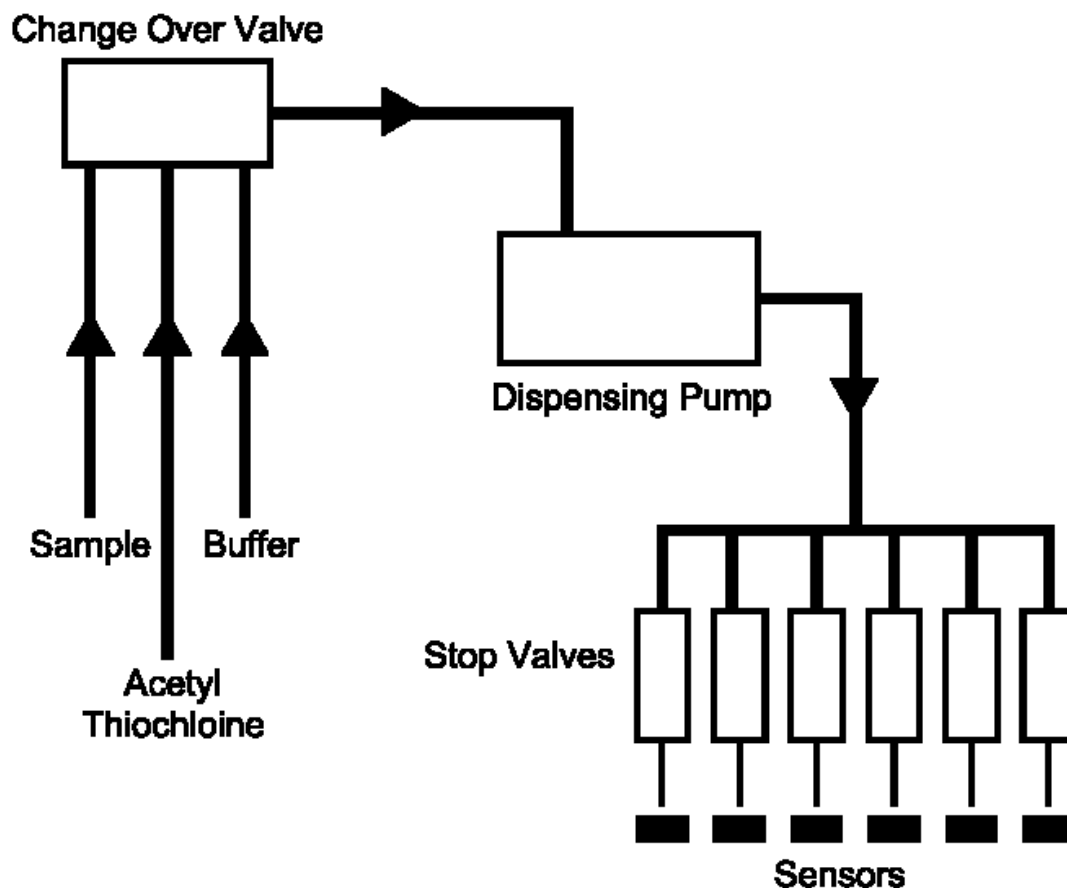 Change Over Valve
Dispensing Pump
Sample
Buffer
Acetyl
Thiochloine
Stop Valves
Sensors